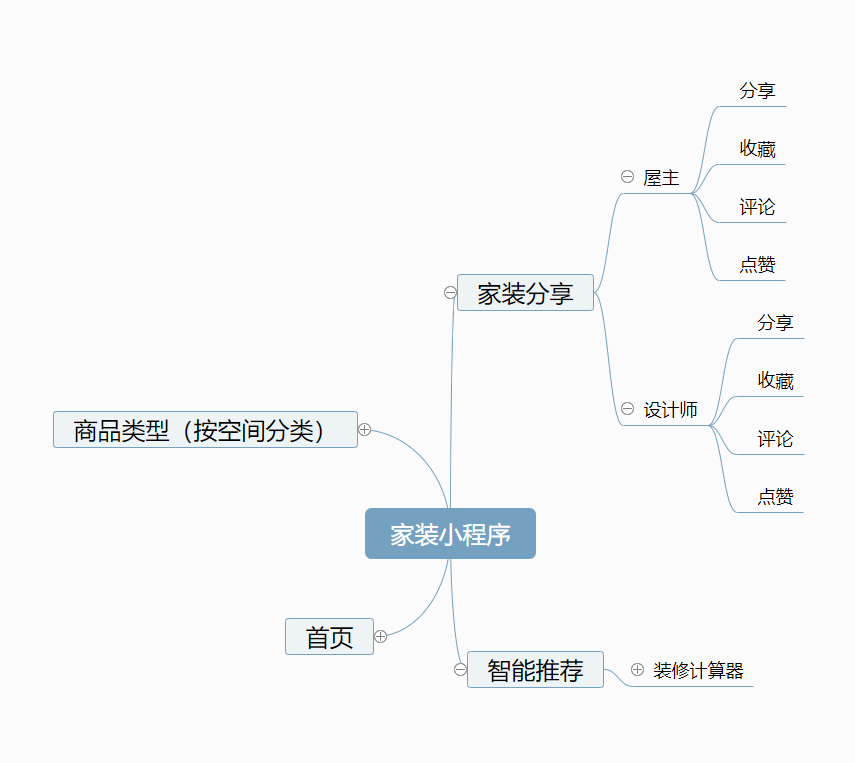 分享
收藏
屋主
评论
点赞
家装分享
分享
收藏
设计师
评论
点赞
商品类型（按空间分类）
家装小程序
首页
智能推荐
装修计算器